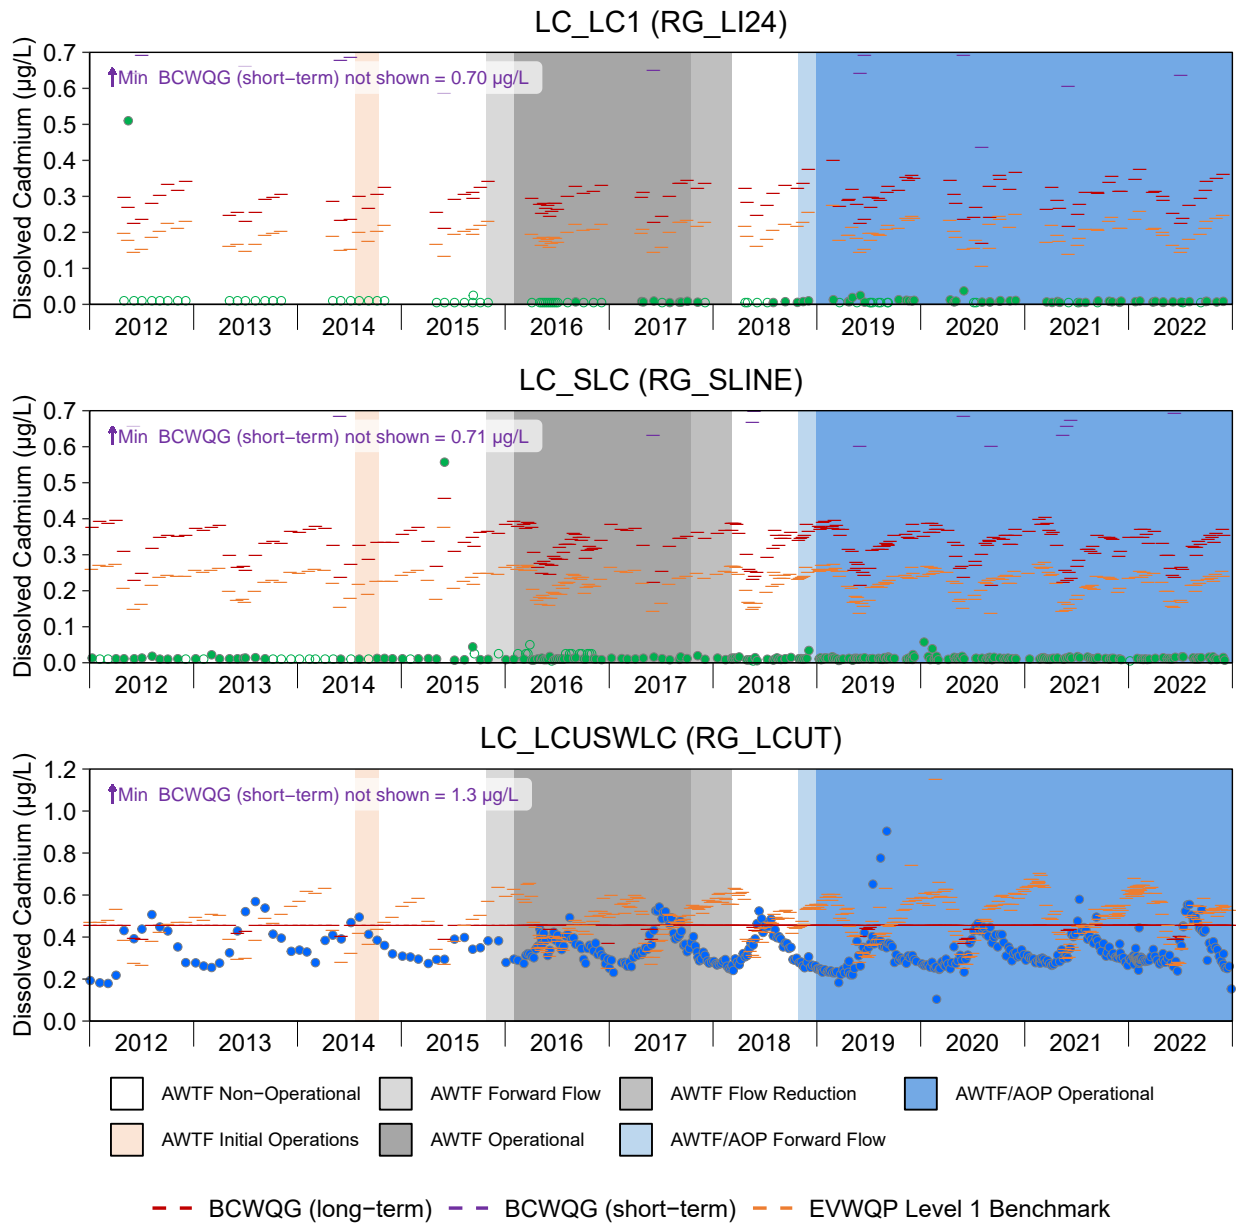 LC_LC1 (RG_LI24)
Dissolved Cadmium (µg/L)
0.7
0.6
0.5
0.4
0.3
0.2
0.1
0.0
Min BCWQG (short−term) not shown = 0.70 µg/L
2012 2013 2014 2015 2016 2017 2018 2019 2020 2021 2022
LC_SLC (RG_SLINE)
Dissolved Cadmium (µg/L)
0.7
0.6
0.5
0.4
0.3
0.2
0.1
0.0
Min BCWQG (short−term) not shown = 0.71 µg/L
2012 2013 2014 2015 2016 2017 2018 2019 2020 2021 2022
LC_LCUSWLC (RG_LCUT)
Dissolved Cadmium (µg/L)
1.2
1.0
0.8
0.6
0.4
0.2
0.0
Min BCWQG (short−term) not shown = 1.3 µg/L
2012 2013 2014 2015 2016 2017 2018 2019 2020 2021 2022
AWTF Non−Operational AWTF Forward Flow AWTF Flow Reduction AWTF/AOP Operational
AWTF Initial Operations AWTF Operational AWTF/AOP Forward Flow
BCWQG (long−term) BCWQG (short−term) EVWQP Level 1 Benchmark